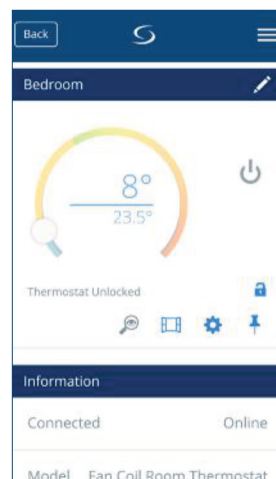 Back
Bedroom
8°
23.5°
Thermostat Unlocked
Information
Connected Online
Model Fan Coil Room Thermostat